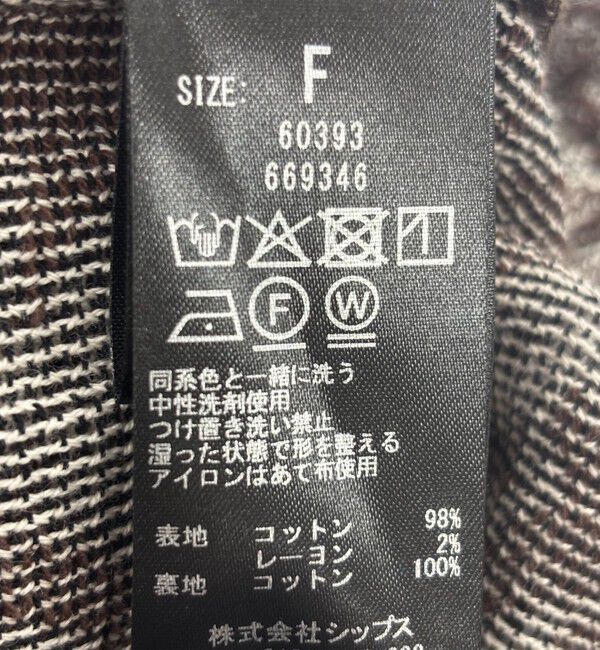 SIZE: F
60393
669346
F W
同系色と一緒に洗う
中性洗剤使用
つけ置き洗い禁止
湿った状態で形を整える
アイロンはあて布使用
表地 コットン 98%
レーヨン 2%
裏地 コットン 100%
株式会社シップス